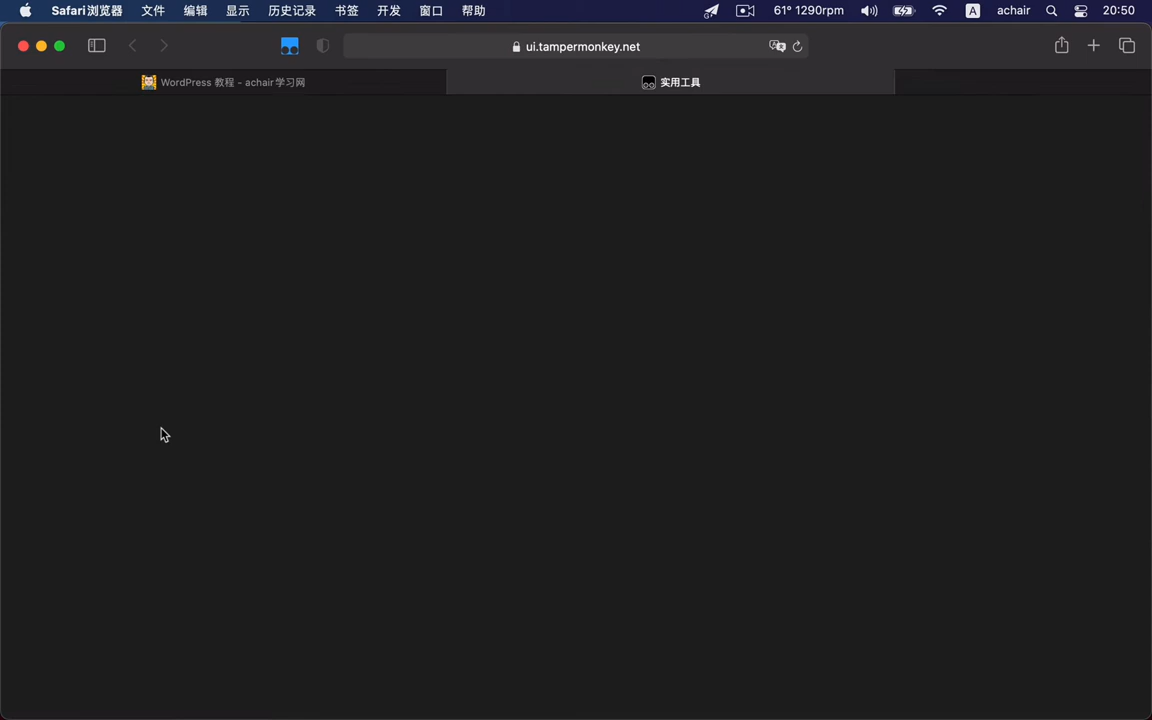 Safari浏览器 文件 编辑 显示 历史记录 书签 开发 窗口 帮助 61° 1290rpm A achair 20:50
ui.tampermonkey.net
WordPress 教程 - achair学习网 实用工具